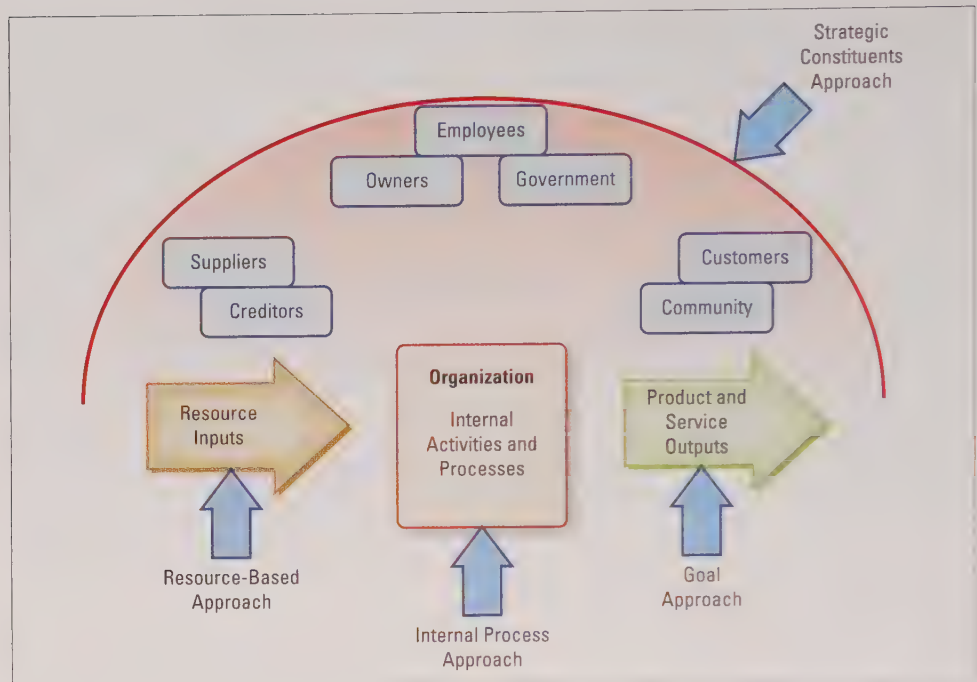 Strategic
Constituents
Approach
Employees
Owners
Government
Suppliers
Creditors
Customers
Community
Resource
Inputs
Organization
Internal
Activities and
Processes
Product and
Service
Outputs
Resource-Based
Approach
Internal Process
Approach
Goal
Approach